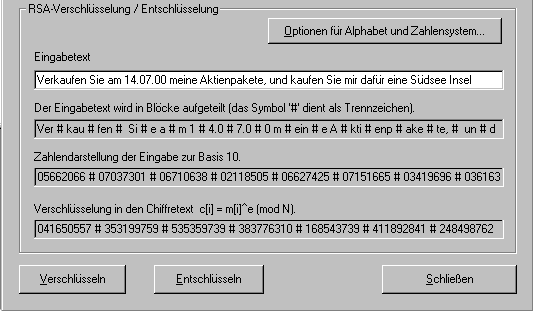 RSA-Verschlüsselung / Entschlüsselung
Optionen für Alphabet und Zahlensystem...
Eingabetext
Verkaufen Sie am 14.07.00 meine Aktienpakete, und kaufen Sie mir dafür eine Südsee Insel
Der Eingabetext wird in Blöcke aufgeteilt (das Symbol '#' dient als Trennzeichen).
Ver # kau # fen # Si # e a # m 1 # 4.0 # 7.0 # 0 m # ein # e A # kti # enp # ake # te, # un # d
Zahlendarstellung der Eingabe zur Basis 10.
05662066 # 07037301 # 06710638 # 02118505 # 06627425 # 07151665 # 03419696 # 036163
Verschlüsselung in den Chiffretext c[i] = m[i]^e (mod N).
041650557 # 353199759 # 535359739 # 383776310 # 168543739 # 411892841 # 248498762
Verschlüsseln Entschlüsseln Schließen